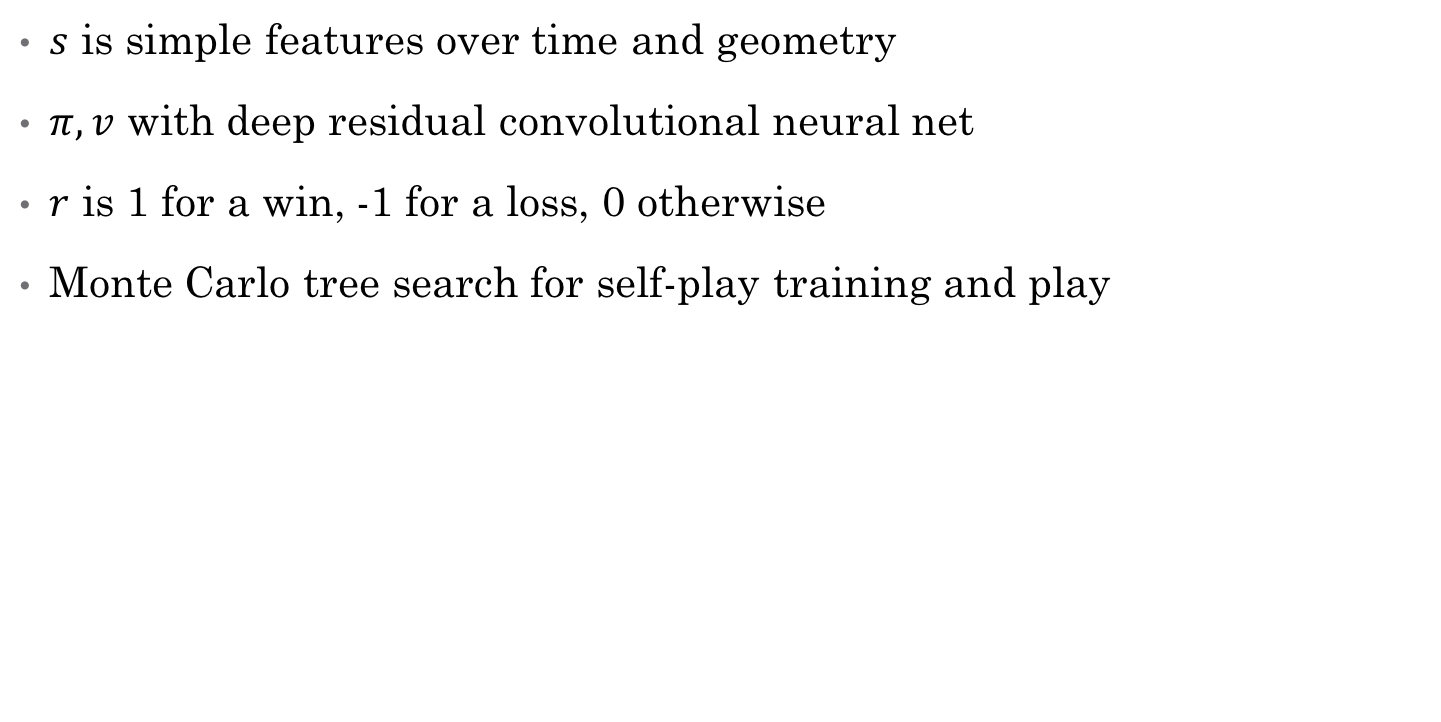 • s is simple features over time and geometry
• π, v with deep residual convolutional neural net
• r is 1 for a win, -1 for a loss, 0 otherwise
• Monte Carlo tree search for self-play training and play